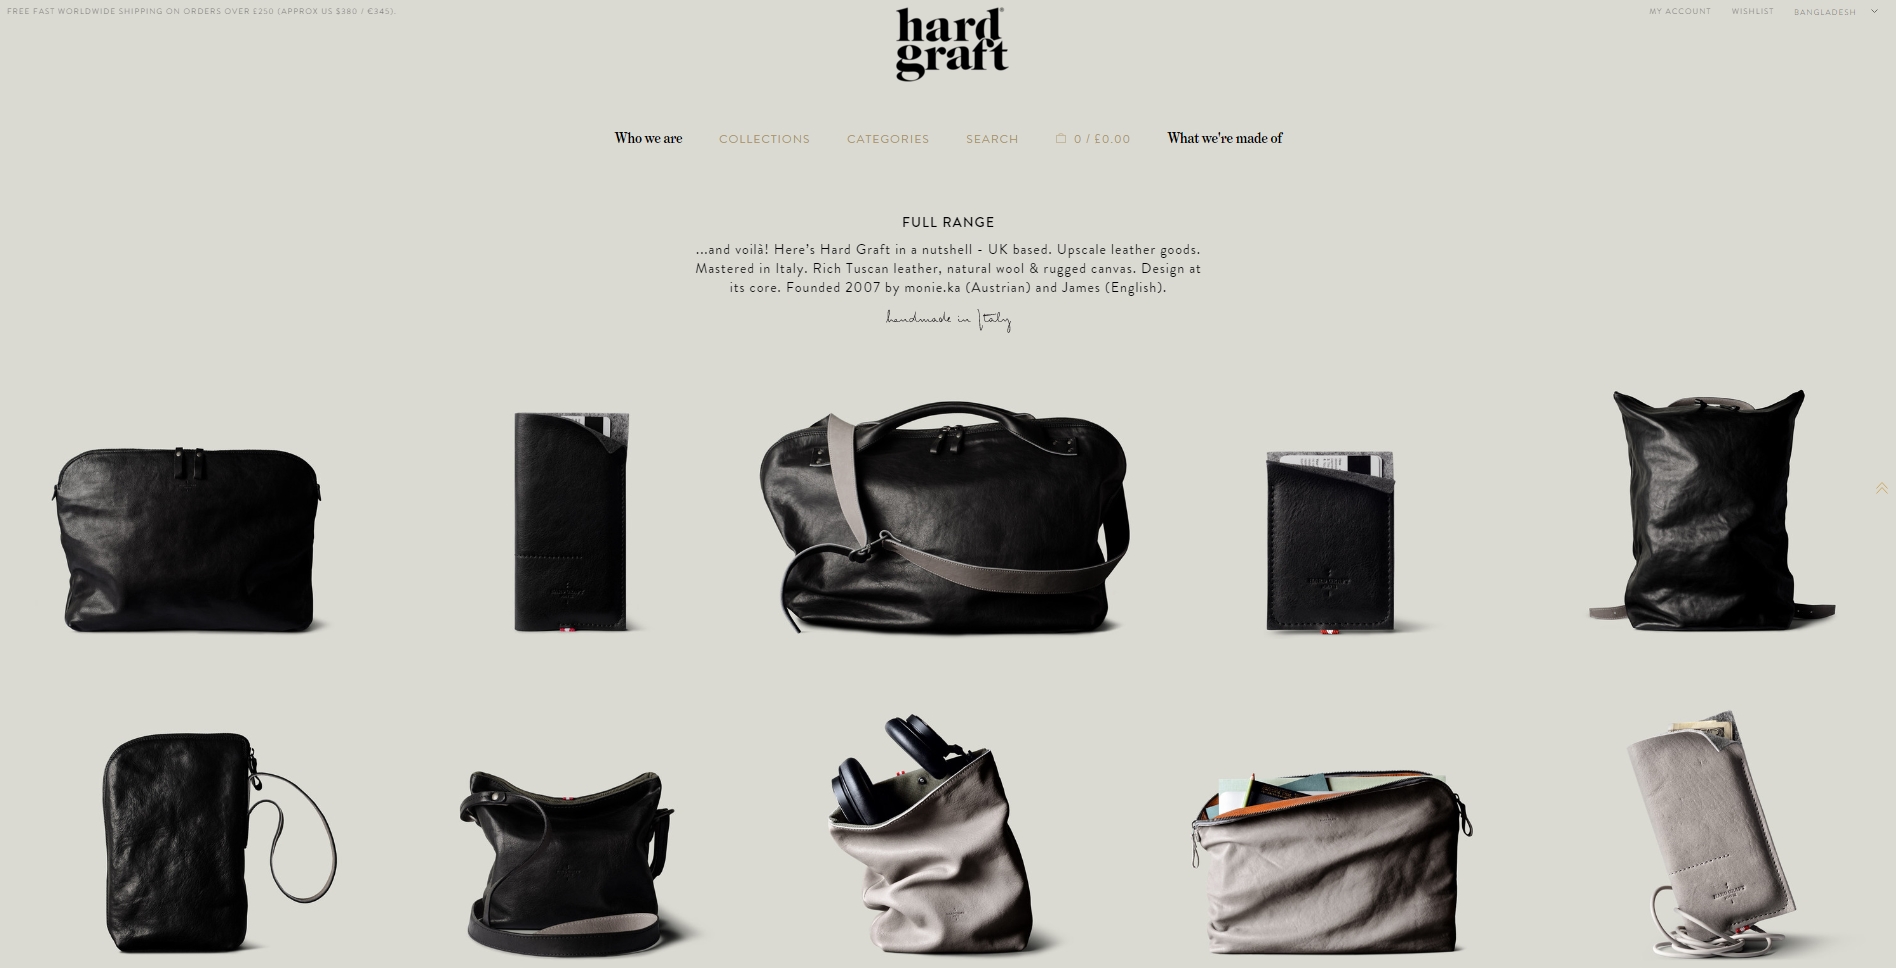 FREE FAST WORLDWIDE SHIPPING ON ORDERS OVER £250 (APPROX US $380 / €345).
MY ACCOUNT WISHLIST BANGLADESH
hard
graft
Who we are COLLECTIONS CATEGORIES SEARCH 0 / £0.00 What we're made of
FULL RANGE
...and voilà! Here's Hard Graft in a nutshell - UK based. Upscale leather goods.
Mastered in Italy. Rich Tuscan leather, natural wool & rugged canvas. Design at
its core. Founded 2007 by monie.ka (Austrian) and James (English).
handmade in Italy